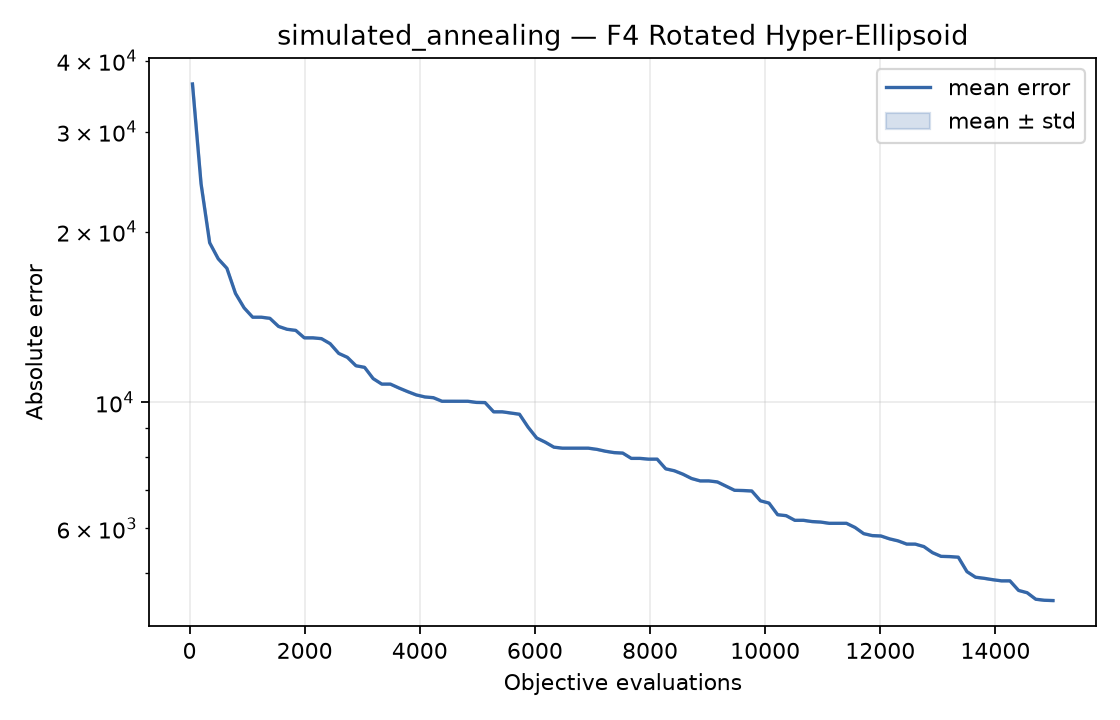 simulated_annealing — F4 Rotated Hyper-Ellipsoid
mean error
mean ± std
Absolute error
4 × 10⁴
3 × 10⁴
2 × 10⁴
10⁴
6 × 10³
0 2000 4000 6000 8000 10000 12000 14000
Objective evaluations